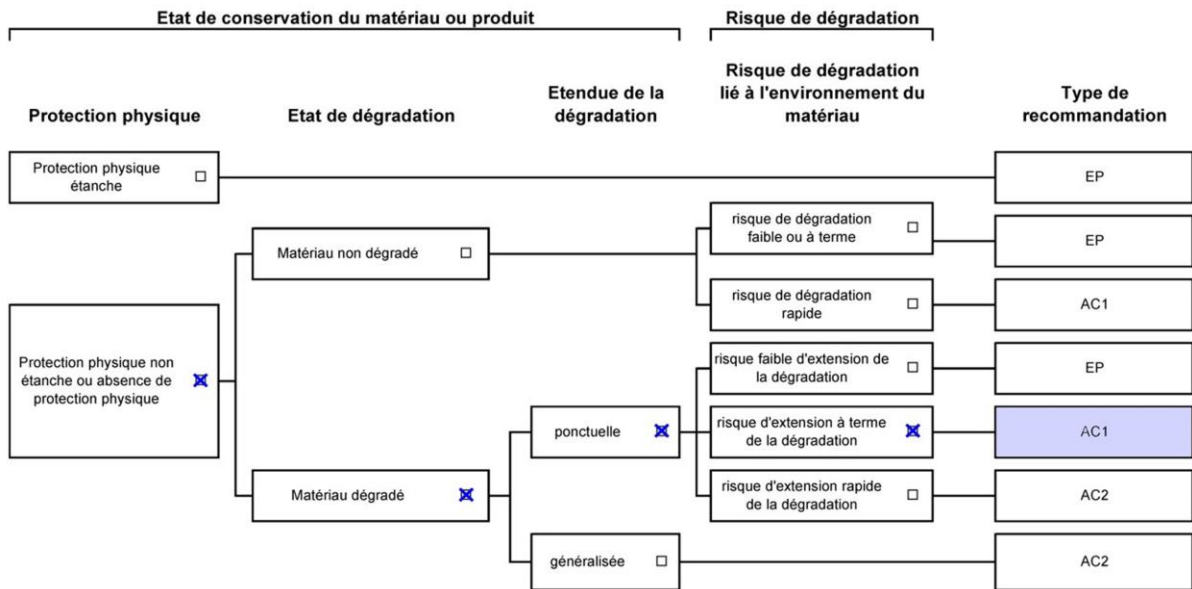 Etat de conservation du matériau ou produit
Risque de dégradation
Protection physique
Etat de dégradation
Etendue de la
dégradation
Risque de dégradation
lié à l'environnement du
matériau
Type de
recommandation
Protection physique
étanche
EP
risque de dégradation
faible ou à terme
EP
Matériau non dégradé
risque de dégradation
rapide
AC1
Protection physique non
étanche ou absence de
protection physique
risque faible d'extension de
la dégradation
EP
ponctuelle
risque d'extension à terme
de la dégradation
AC1
Matériau dégradé
risque d'extension rapide
de la dégradation
AC2
généralisée
AC2